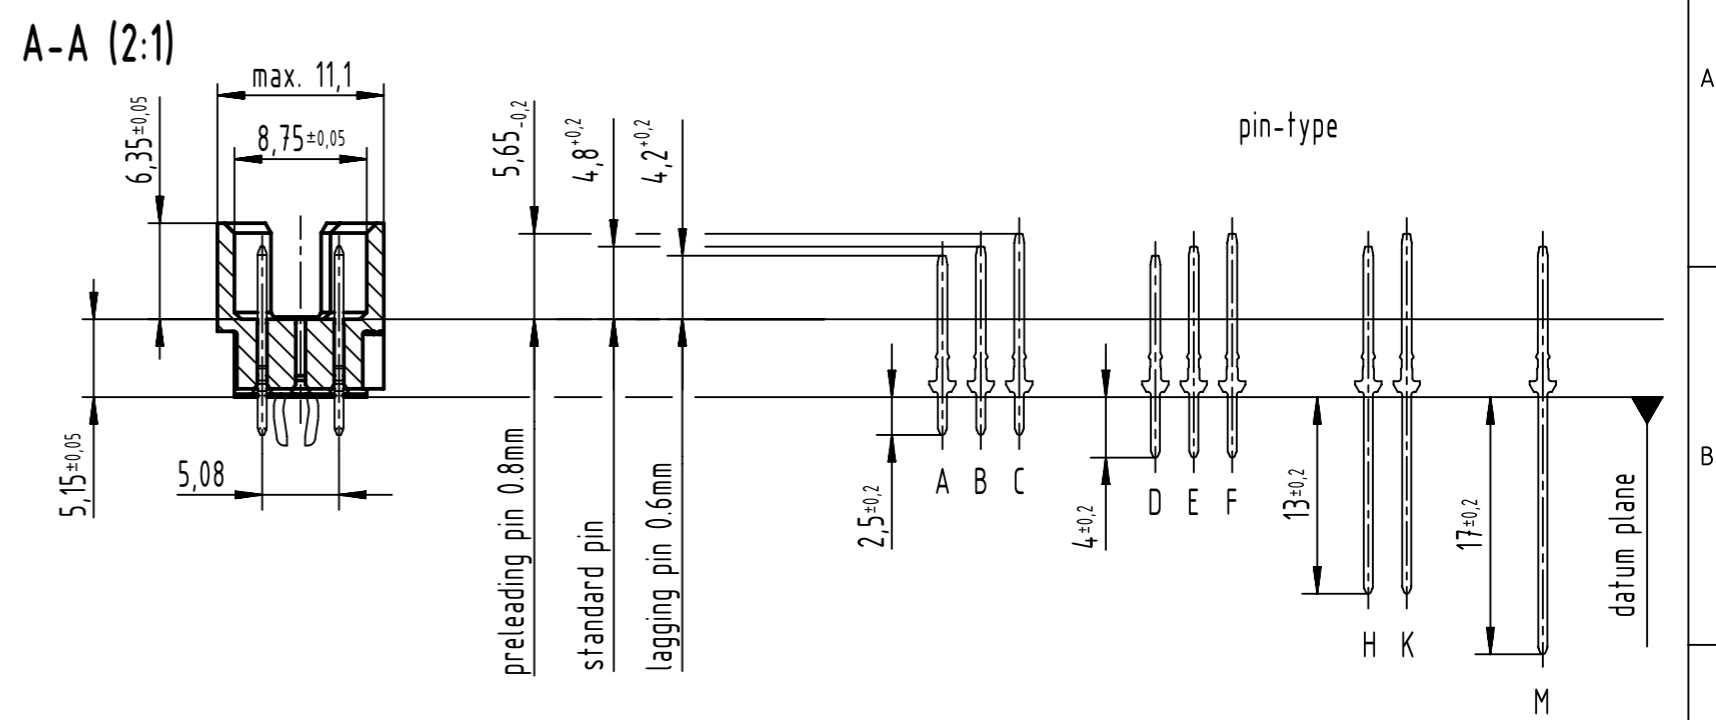 A-A (2:1)
max. 11,1
8,75±0,05
6,35±0,05
5,15±0,05
5,08
5,65-0,2
4,8+0,2
4,2+0,2
preleading pin 0.8mm
standard pin
lagging pin 0.6mm
pin-type
2,5±0,2
A B C
4±0,2
D E F
13±0,2
H K
17±0,2
M
datum plane
A
B